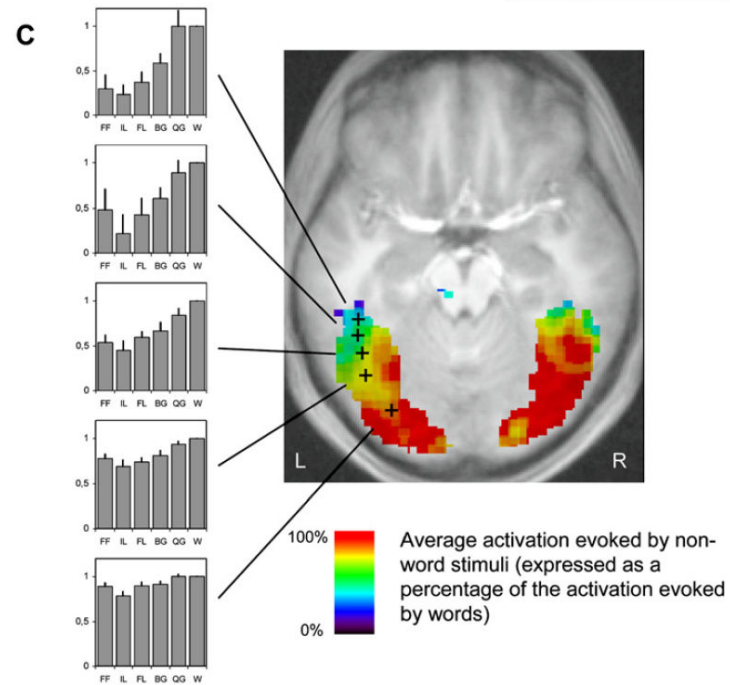 C
1
0,5
0
FF IL FL BG QG W
1
0,5
0
FF IL FL BG QG W
1
0,5
0
FF IL FL BG QG W
1
0,5
0
FF IL FL BG QG W
1
0,5
0
FF IL FL BG QG W
L R
100%
0%
Average activation evoked by non-
word stimuli (expressed as a
percentage of the activation evoked
by words)